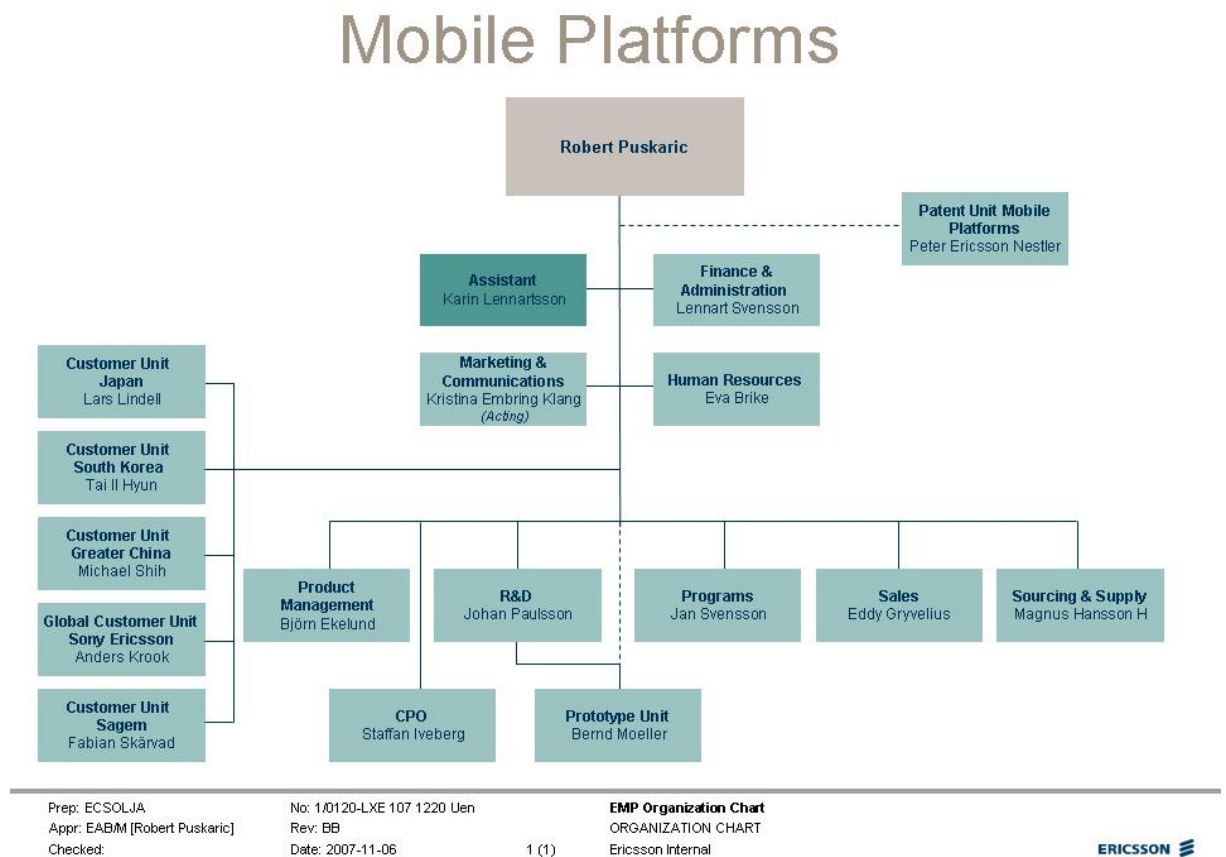 Mobile Platforms
Robert Puskaric
Patent Unit Mobile
Platforms
Peter Ericsson Nestler
Assistant
Karin Lennartsson
Finance &
Administration
Lennart Svensson
Marketing &
Communications
Kristina Embring Klang
(Acting)
Human Resources
Eva Brike
Customer Unit
Japan
Lars Lindell
Customer Unit
South Korea
Tai Il Hyun
Customer Unit
Greater China
Michael Shih
Global Customer Unit
Sony Ericsson
Anders Krook
Customer Unit
Sagem
Fabian Skärvad
Product
Management
Björn Ekelund
R&D
Johan Paulsson
Programs
Jan Svensson
Sales
Eddy Gryvelius
Sourcing & Supply
Magnus Hansson H
CPO
Staffan Iveberg
Prototype Unit
Bernd Moeller
Prep: ECSOLJA
Appr: EAB/M [Robert Puskaric]
Checked:
No: 1/0120-LXE 107 1220 Uen
Rev: BB
Date: 2007-11-06
1 (1)
EMP Organization Chart
ORGANIZATION CHART
Ericsson Internal
ERICSSON